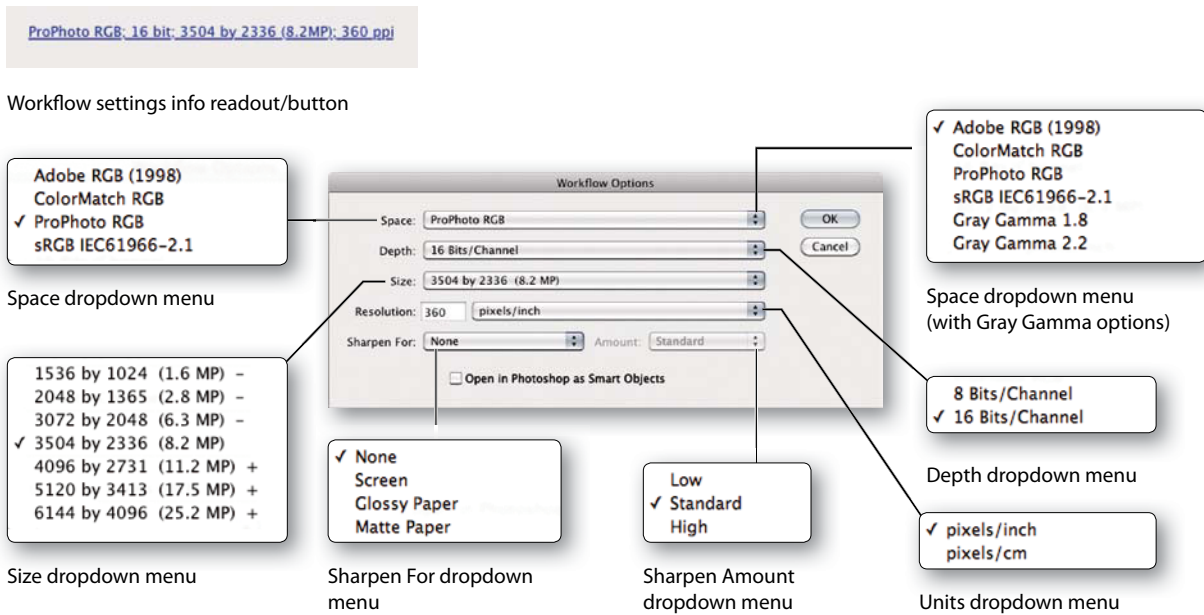 ProPhoto RGB; 16 bit; 3504 by 2336 (8.2MP); 360 ppi
Workflow settings info readout/button
Adobe RGB (1998)
ColorMatch RGB
✓ ProPhoto RGB
sRGB IEC61966-2.1
Space dropdown menu
1536 by 1024 (1.6 MP) –
2048 by 1365 (2.8 MP) –
3072 by 2048 (6.3 MP) –
✓ 3504 by 2336 (8.2 MP)
4096 by 2731 (11.2 MP) +
5120 by 3413 (17.5 MP) +
6144 by 4096 (25.2 MP) +
Size dropdown menu
Workflow Options
Space: ProPhoto RGB
OK
Depth: 16 Bits/Channel
Cancel
Size: 3504 by 2336 (8.2 MP)
Resolution: 360 pixels/inch
Sharpen For: None Amount: Standard
Open in Photoshop as Smart Objects
✓ None
Screen
Glossy Paper
Matte Paper
Sharpen For dropdown
menu
Low
✓ Standard
High
Sharpen Amount
dropdown menu
✓ Adobe RGB (1998)
ColorMatch RGB
ProPhoto RGB
sRGB IEC61966-2.1
Gray Gamma 1.8
Gray Gamma 2.2
Space dropdown menu
(with Gray Gamma options)
8 Bits/Channel
✓ 16 Bits/Channel
Depth dropdown menu
✓ pixels/inch
pixels/cm
Units dropdown menu